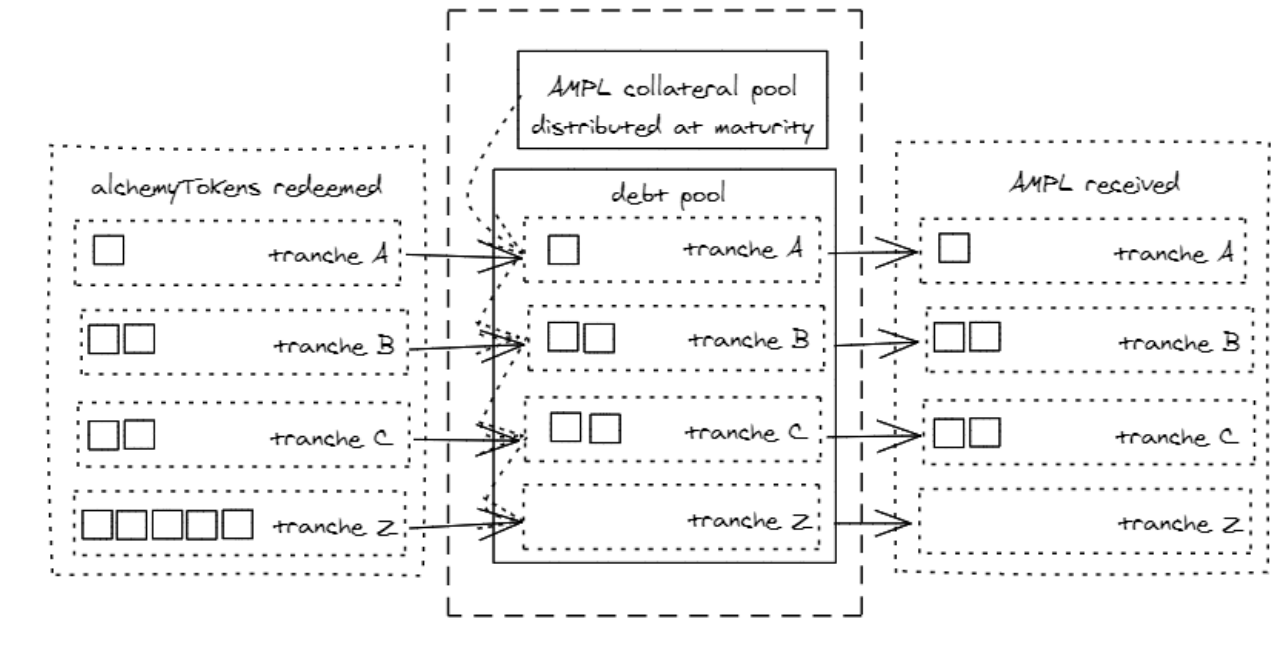 AMPL collateral pool
distributed at maturity
alchemyTokens redeemed
tranche A
tranche B
tranche C
tranche Z
debt pool
tranche A
tranche B
tranche C
tranche Z
AMPL received
tranche A
tranche B
tranche C
tranche Z